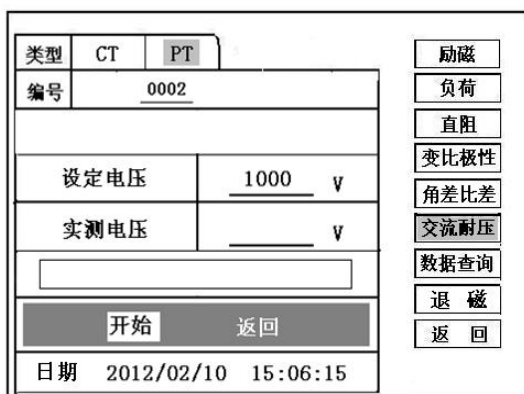 类型 CT PT
编号 0002
设定电压 1000 V
实测电压 V
开始 返回
日期 2012/02/10 15:06:15
励磁
负荷
直阻
变比极性
角差比差
交流耐压
数据查询
退 磁
返 回